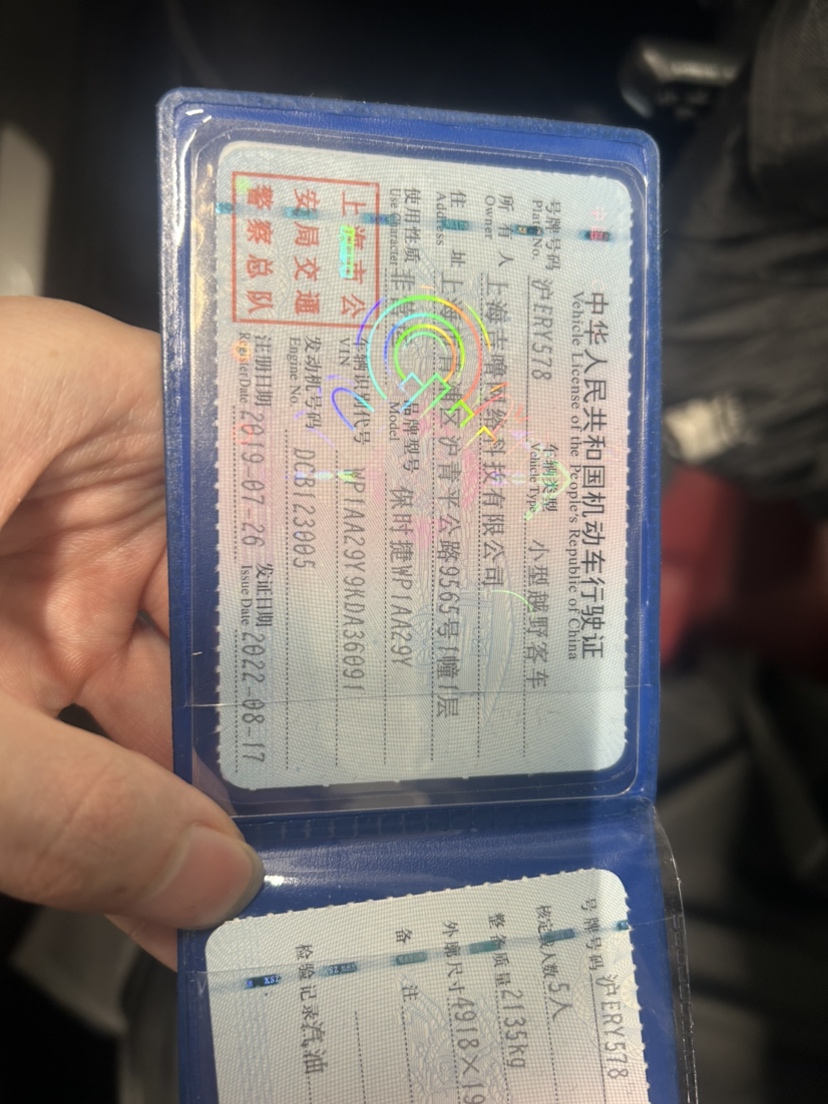 中华人民共和国机动车行驶证
Vehicle License of the People's Republic of China
号牌号码 沪ERY578 车辆类型 小型越野客车
Plate No. Vehicle Type
所有人 上海 网络科技有限公司
Owner
住址 上海 区沪青平公路9565号1幢1层
Address
使用性质 非 品牌型号 保时捷WP1AA29Y
Use Character Model
车辆识别代号 WP1AA29Y9KDA36091
VIN
发动机号码 DCB123005
Engine No.
注册日期 2019-07-26 发证日期 2022-08-17
Register Date Issue Date
上海市公
安局交通
警察总队
号牌号码 沪ERY578
核定载人数 5人
整备质量 2135kg
外廓尺寸 4918×19
备注
检验记录 汽油